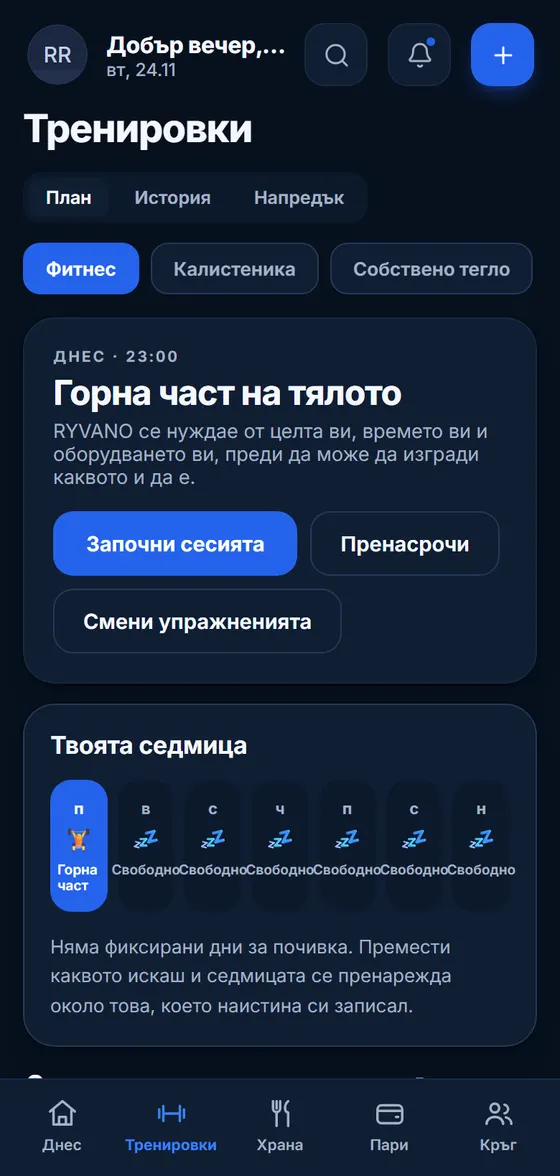 RR
Добър вечер,...
вт, 24.11
Тренировки
План История Напредък
Фитнес Калистеника Собствено тегло
ДНЕС · 23:00
Горна част на тялото
RYVANO се нуждае от целта ви, времето ви и
оборудването ви, преди да може да изгради
каквото и да е.
Започни сесията Пренасрочи
Смени упражненията
Твоята седмица
п в с ч п с н
Горна
част
Свободно Свободно Свободно Свободно Свободно Свободно
Няма фиксирани дни за почивка. Премести
каквото искаш и седмицата се пренарежда
около това, което наистина си записал.
Днес Тренировки Храна Пари Кръг